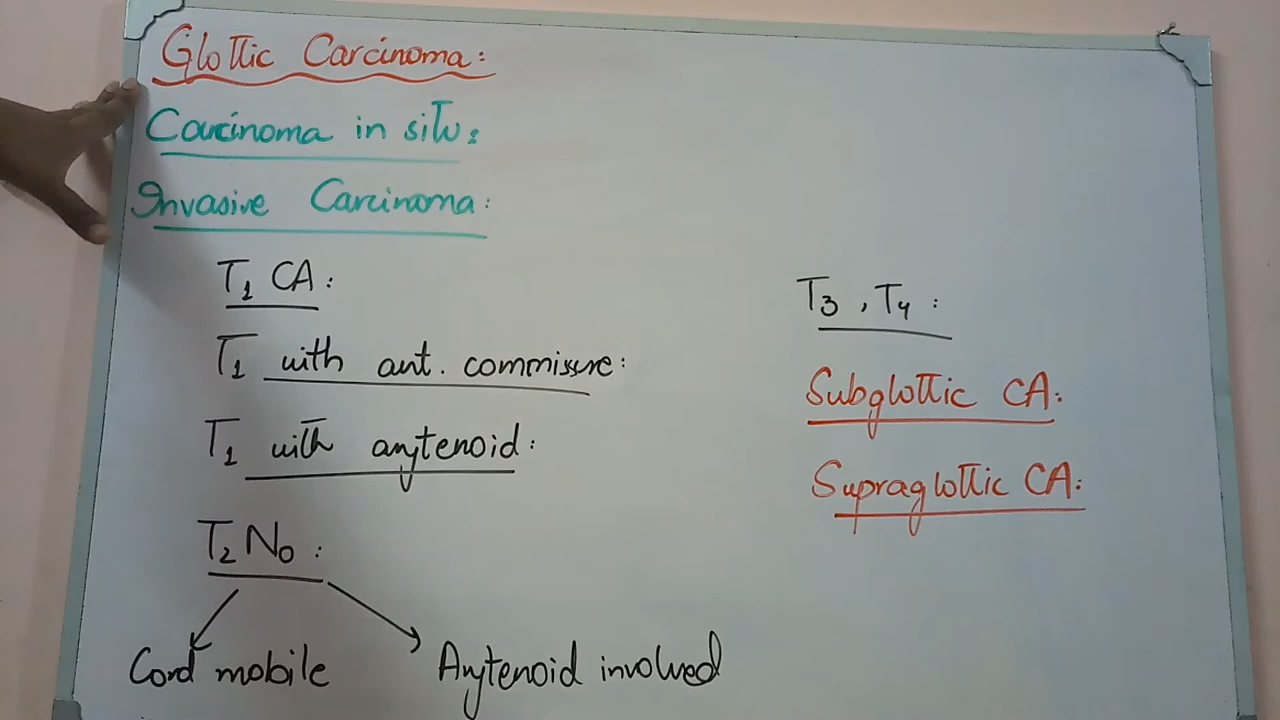 Glottic Carcinoma:
Carcinoma in situ:
Invasive Carcinoma:
T1 CA:
T1 with ant. commissure:
T1 with arytenoid:
T2 N0:
Cord mobile
Arytenoid involved
T3, T4:
Subglottic CA:
Supraglottic CA: